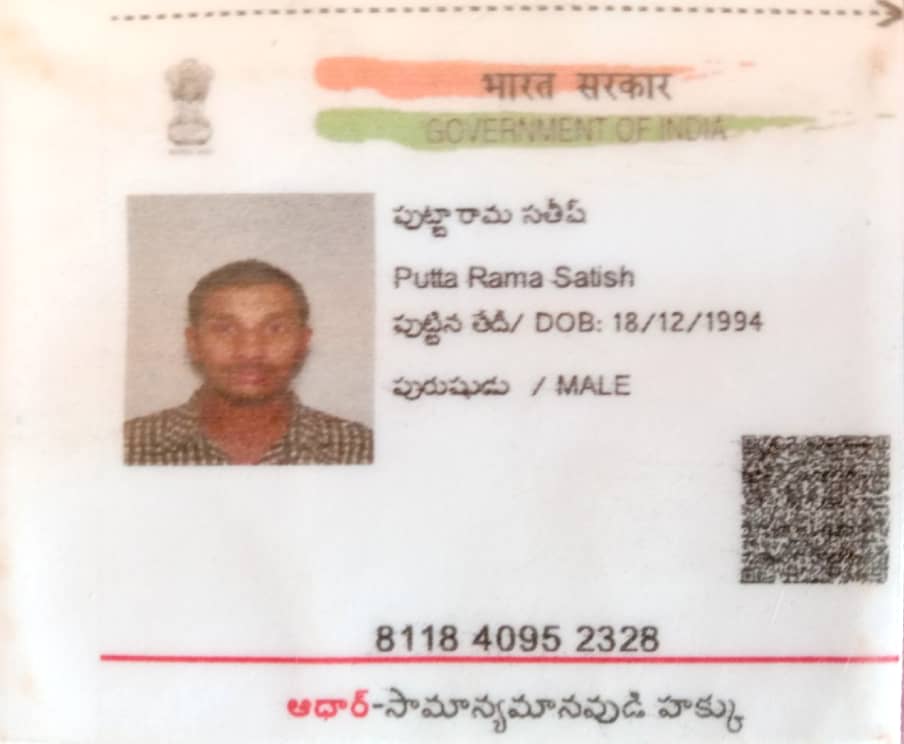 भारत सरकार
GOVERNMENT OF INDIA
పుట్టా రామ సతీష్
Putta Rama Satish
పుట్టిన తేదీ/ DOB: 18/12/1994
పురుషుడు / MALE
8118 4095 2328
ఆధార్-సామాన్యమానవుడి హక్కు